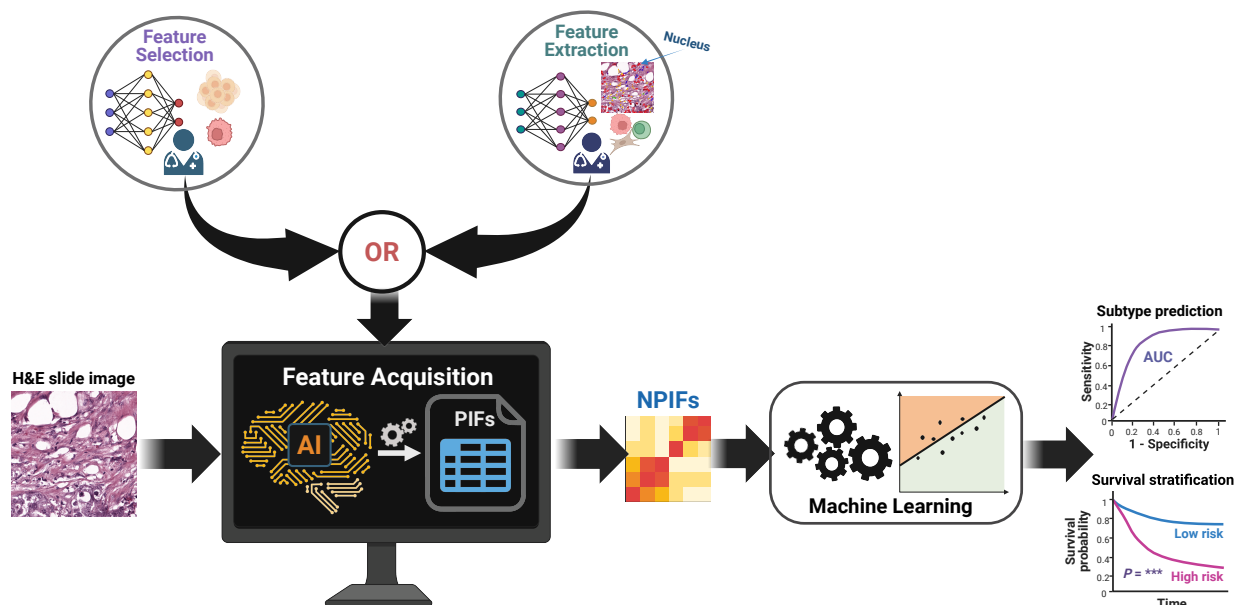 Feature
Selection
Feature
Extraction
Nucleus
OR
H&E slide image
Feature Acquisition
AI
PIFs
NPIFs
Machine Learning
Subtype prediction
Sensitivity
1
0.8
0.6
0.4
0.2
0
AUC
0 0.2 0.4 0.6 0.8 1
1 - Specificity
Survival stratification
Survival
probability
1
0.8
0.6
0.4
0.2
0
Low risk
P = ***
High risk
Time